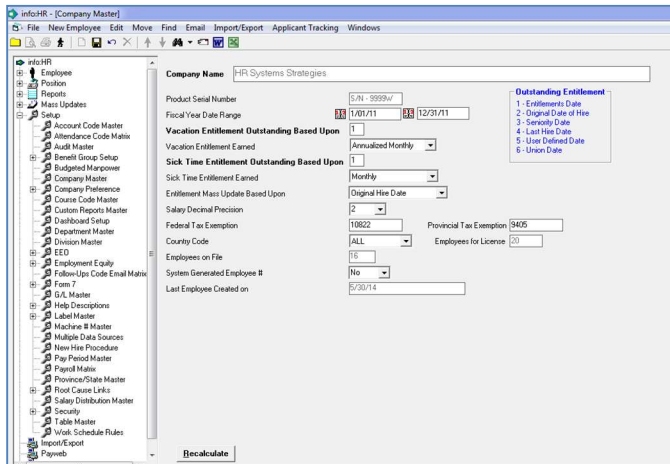 info:HR - [Company Master]
File New Employee Edit Move Find Email Import/Export Applicant Tracking Windows
info:HR
Employee
Position
Reports
Mass Updates
Setup
Account Code Master
Attendance Code Matrix
Audit Master
Benefit Group Setup
Budgeted Manpower
Company Master
Company Preference
Course Code Master
Custom Reports Master
Dashboard Setup
Department Master
Division Master
EEO
Employment Equity
Follow-Ups Code Email Matrix
Form 7
G/L Master
Help Descriptions
Label Master
Machine # Master
Multiple Data Sources
New Hire Procedure
Pay Period Master
Payroll Matrix
Province/State Master
Root Cause Links
Salary Distribution Master
Security
Table Master
Work Schedule Rules
Import/Export
Payweb
Company Name HR Systems Strategies
Product Serial Number S/N - 9999W
Fiscal Year Date Range 1/01/11 12/31/11
Vacation Entitlement Outstanding Based Upon 1
Vacation Entitlement Earned Annualized Monthly
Sick Time Entitlement Outstanding Based Upon 1
Sick Time Entitlement Earned Monthly
Entitlement Mass Update Based Upon Original Hire Date
Salary Decimal Precision 2
Federal Tax Exemption 10822 Provincial Tax Exemption 9405
Country Code ALL Employees for License 20
Employees on File 16
System Generated Employee # No
Last Employee Created on 5/30/14
Outstanding Entitlement
1 - Entitlements Date
2 - Original Date of Hire
3 - Seniority Date
4 - Last Hire Date
5 - User Defined Date
6 - Union Date
Recalculate